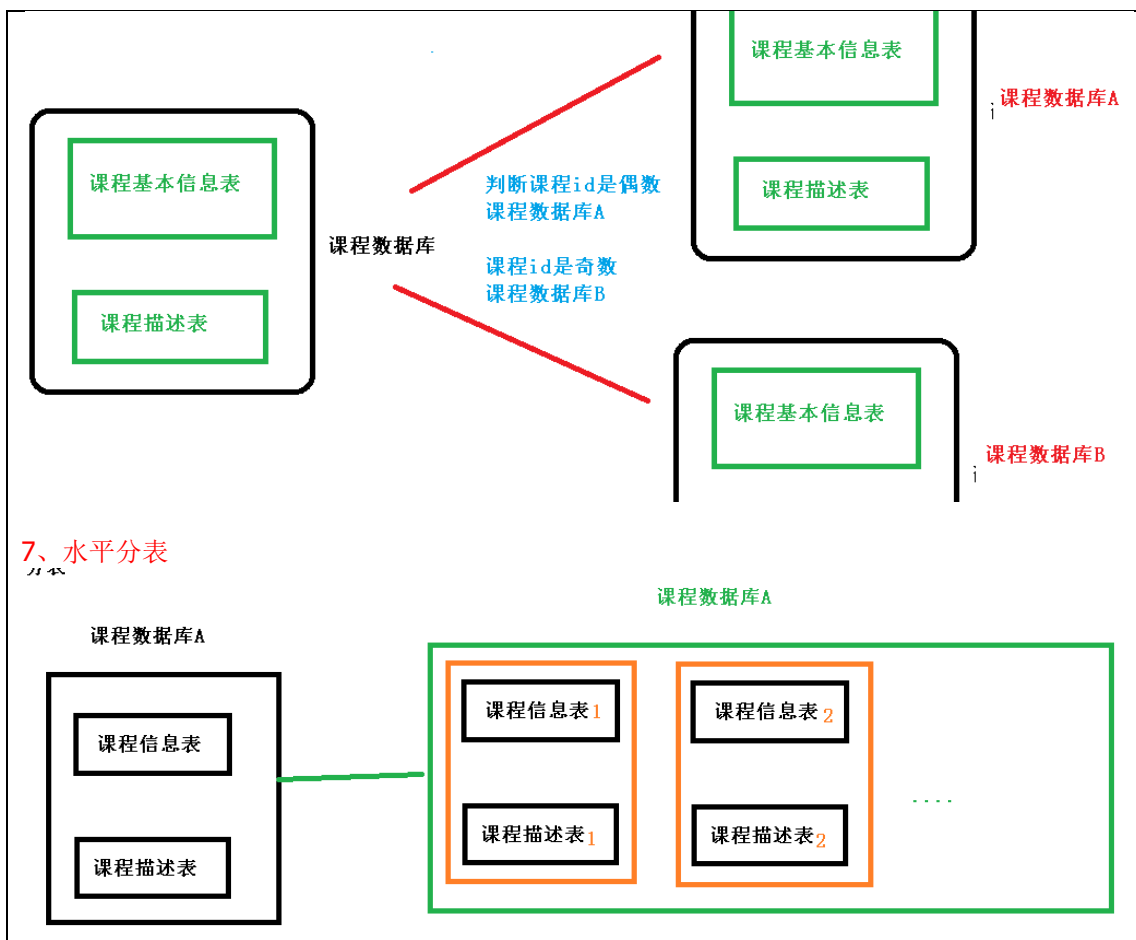 课程基本信息表
课程数据库A
i
课程描述表
课程基本信息表
课程描述表
课程数据库
判断课程id是偶数
课程数据库A
课程id是奇数
课程数据库B
课程基本信息表
课程数据库B
i
7、水平分表
课程数据库A
课程信息表
课程描述表
课程数据库A
课程信息表1
课程描述表1
课程信息表2
课程描述表2
....